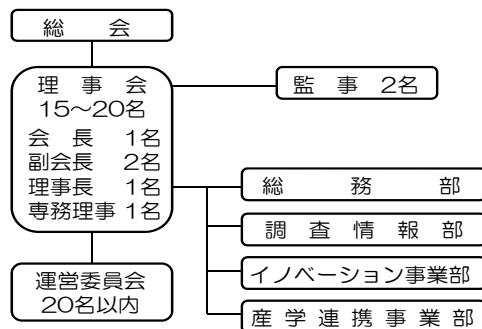 総　会
理　事　会
15～20名
会　長　1名
副会長　2名
理事長　1名
専務理事 1名
監　事　2名
総　務　部
調　査　情　報　部
イノベーション事業部
産　学　連　携　事　業　部
運営委員会
20名以内